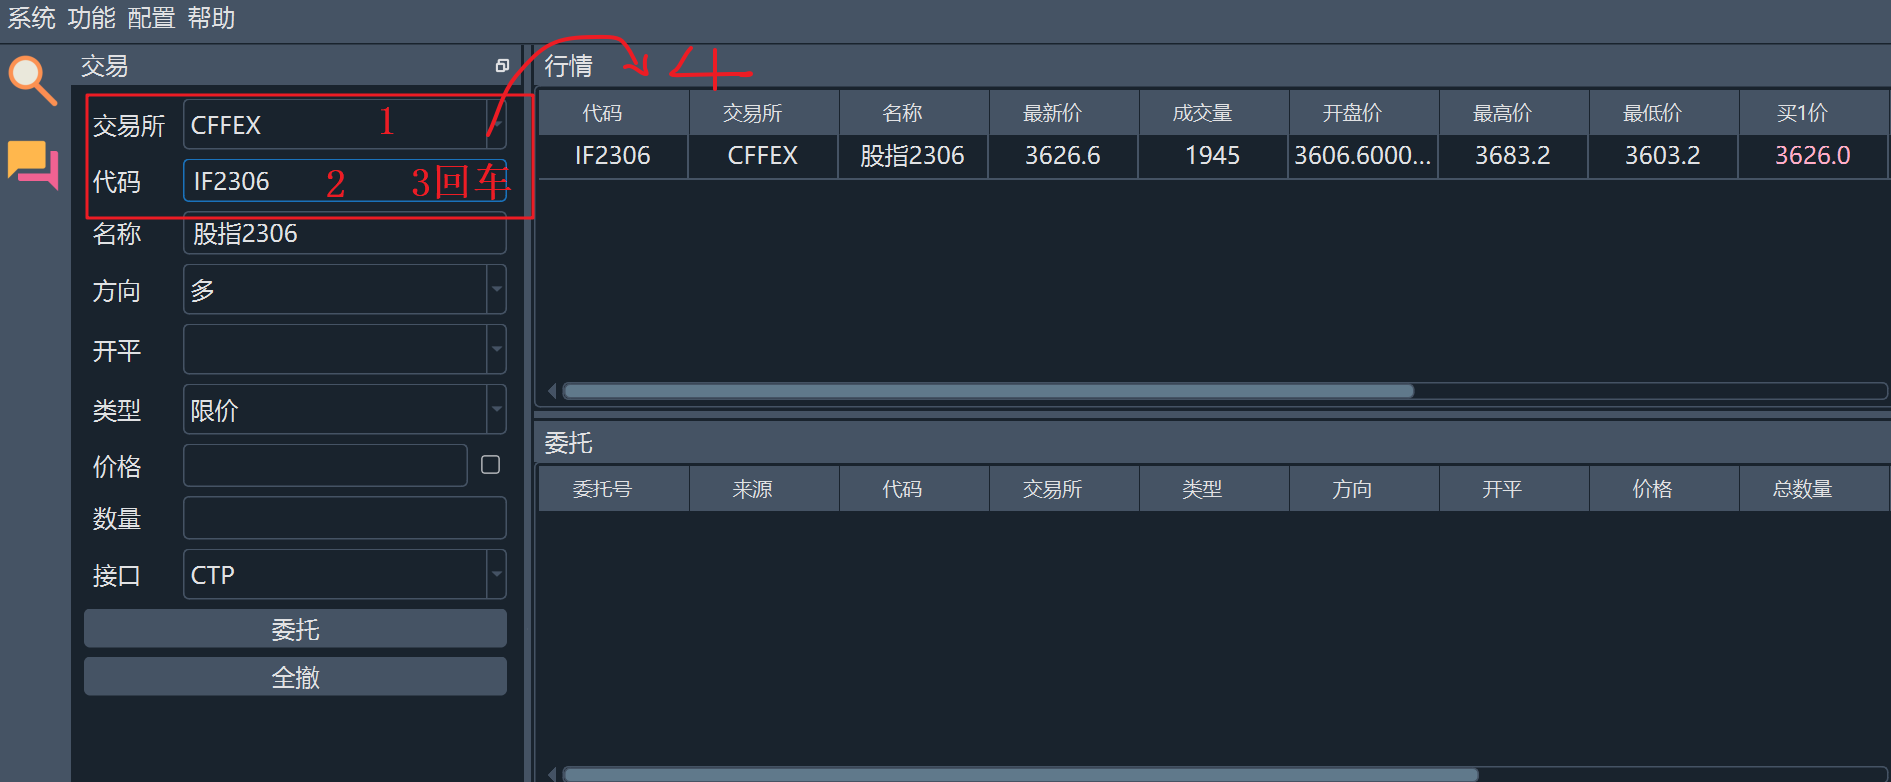 系统 功能 配置 帮助
交易
交易所 CFFEX 1
代码 IF2306 2 3回车
名称 股指2306
方向 多
开平
类型 限价
价格
数量
接口 CTP
委托
全撤
行情 4
代码 交易所 名称 最新价 成交量 开盘价 最高价 最低价 买1价
IF2306 CFFEX 股指2306 3626.6 1945 3606.6000... 3683.2 3603.2 3626.0
委托
委托号 来源 代码 交易所 类型 方向 开平 价格 总数量